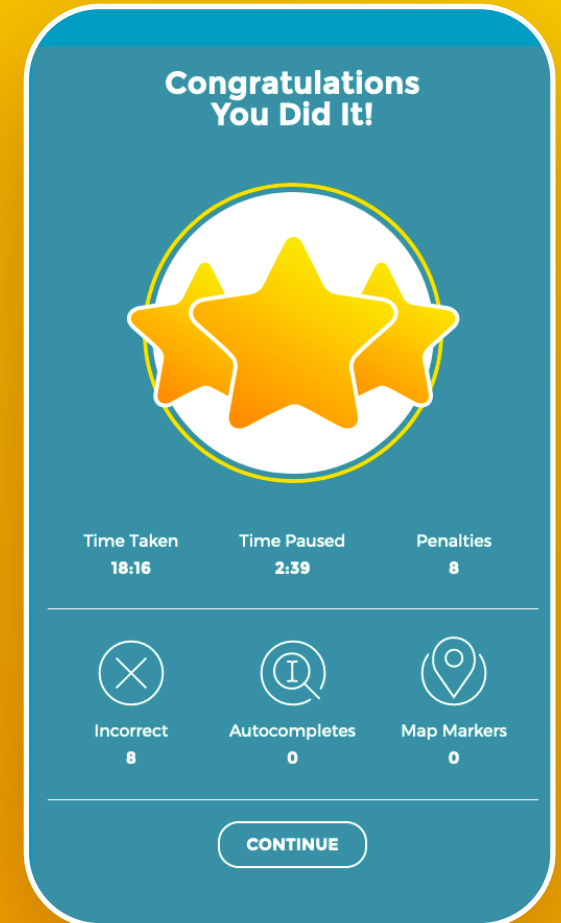 Congratulations
You Did It!
Time Taken Time Paused Penalties
18:16 2:39 8
Incorrect Autocompletes Map Markers
8 0 0
CONTINUE